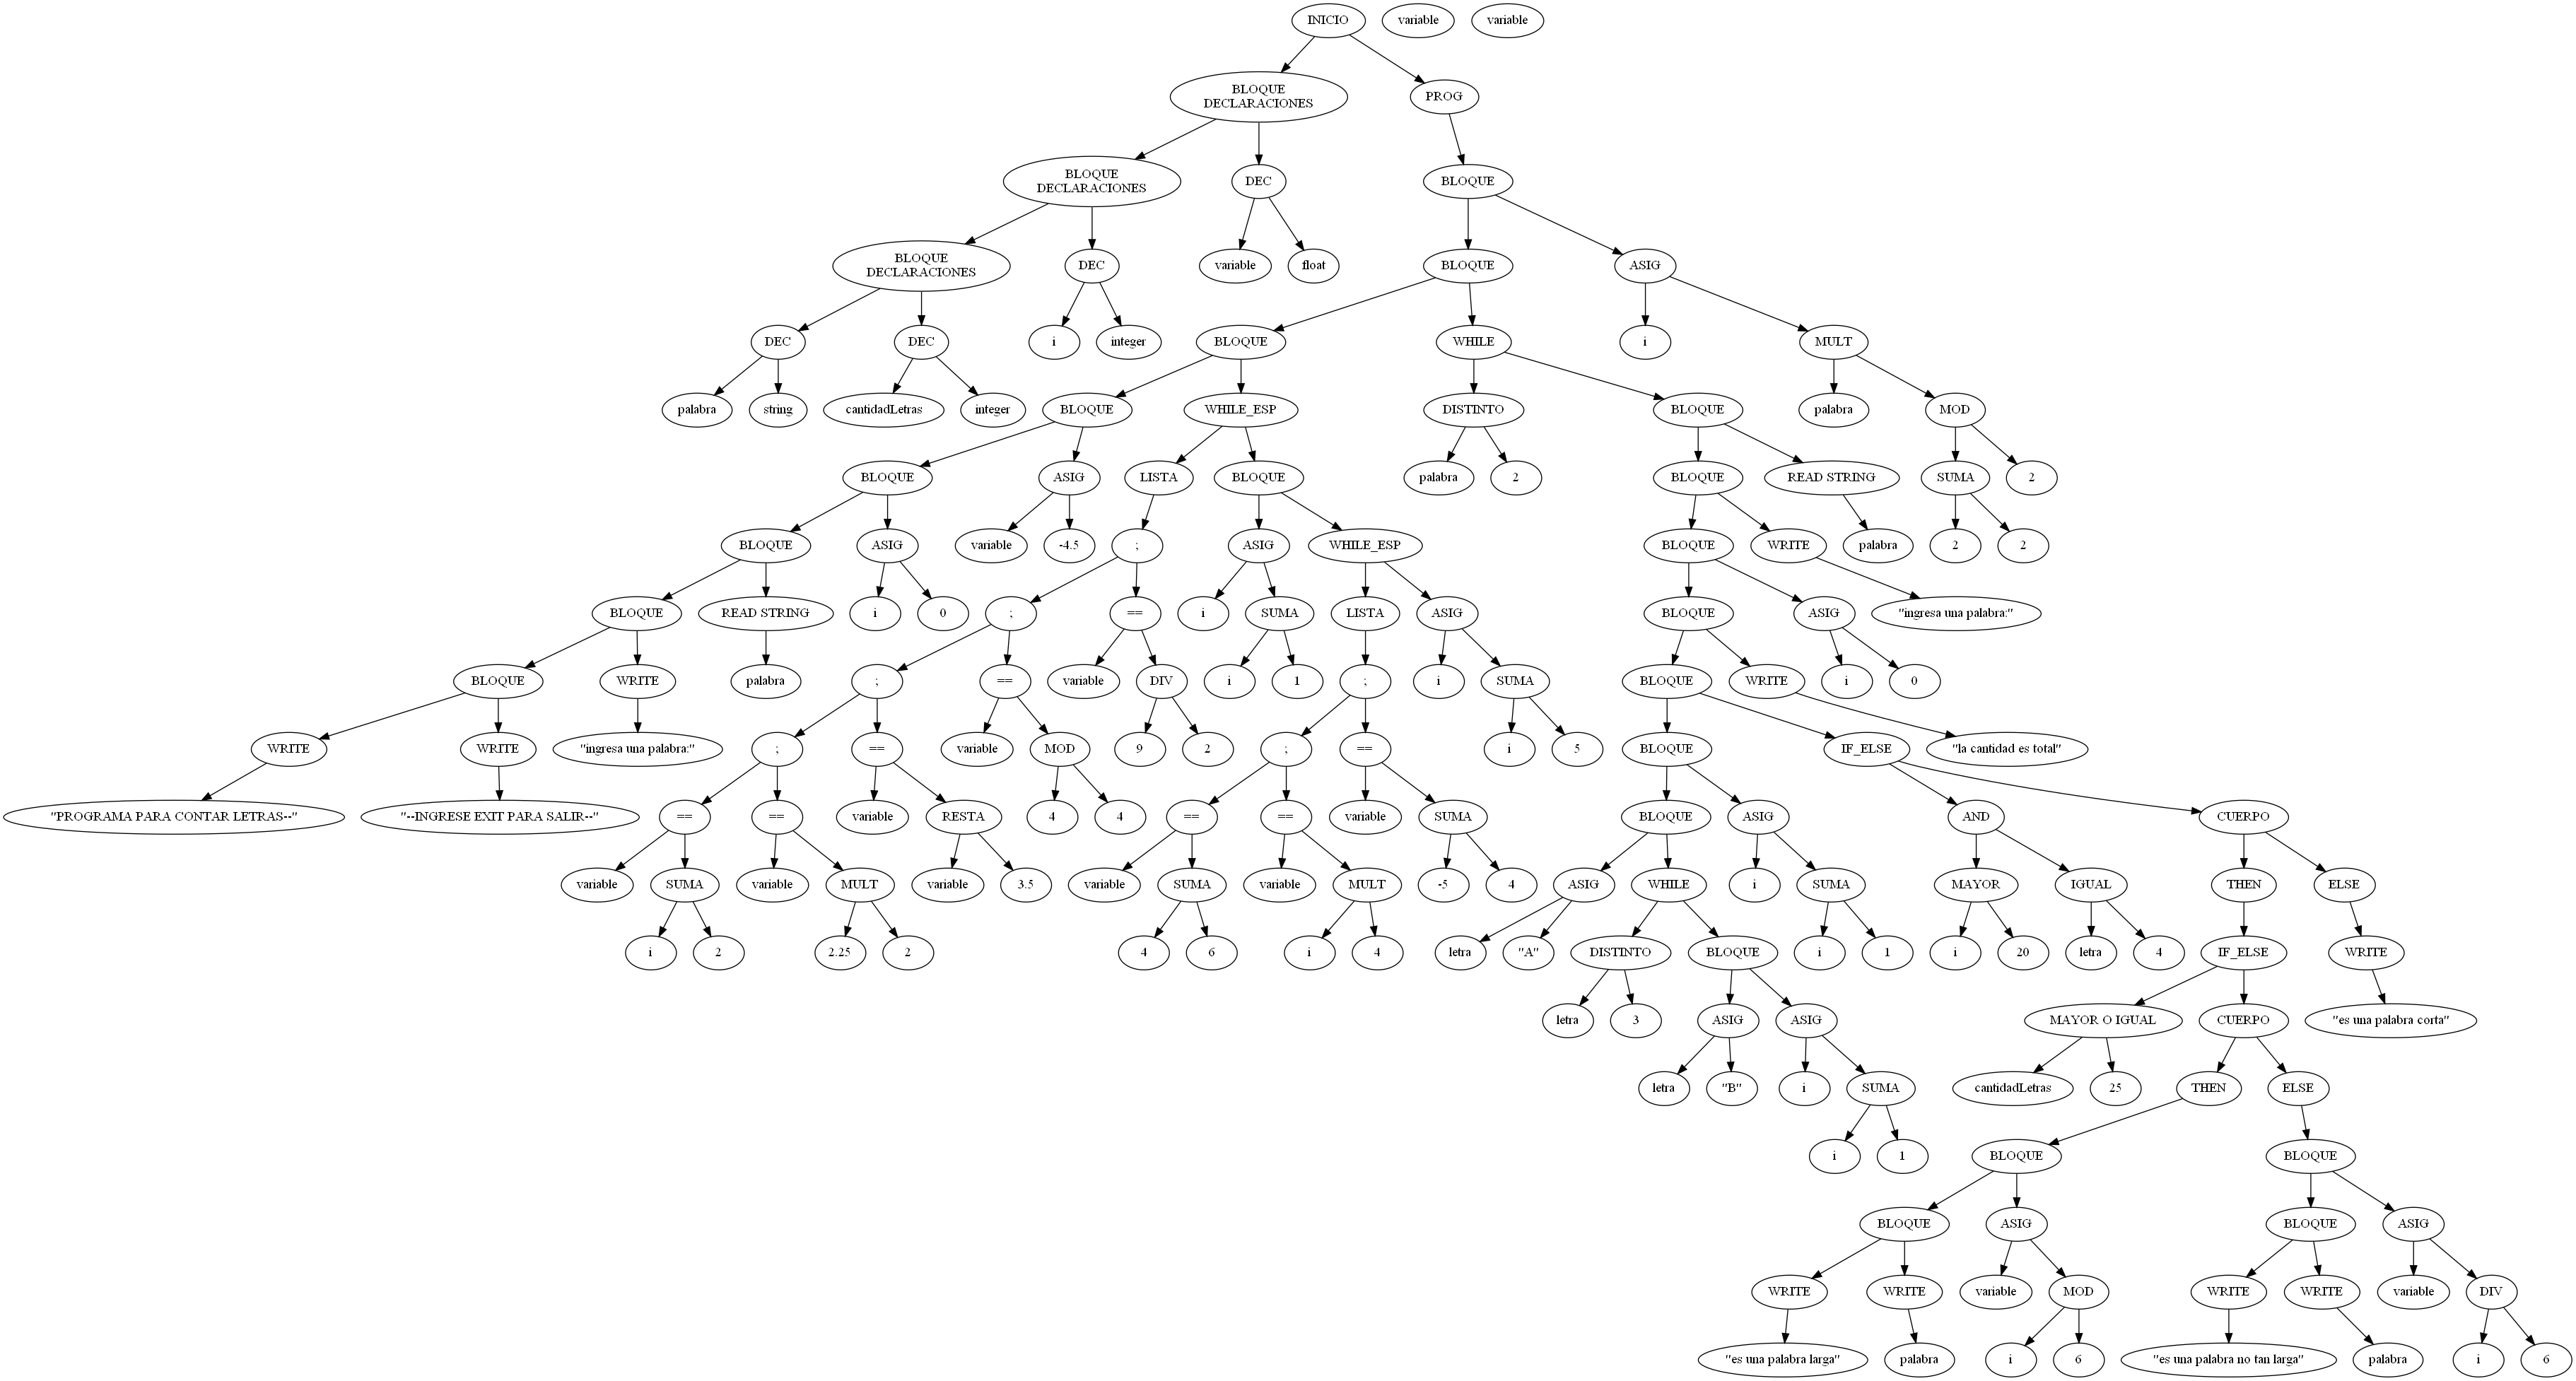 INICIO
variable
variable
BLOQUE
DECLARACIONES
PROG
BLOQUE
DECLARACIONES
DEC
BLOQUE
BLOQUE
DECLARACIONES
DEC
variable
float
BLOQUE
ASIG
DEC
DEC
i
integer
BLOQUE
WHILE
i
MULT
palabra
string
cantidadLetras
integer
BLOQUE
WHILE_ESP
DISTINTO
BLOQUE
palabra
MOD
BLOQUE
ASIG
LISTA
BLOQUE
palabra
2
BLOQUE
READ STRING
SUMA
2
BLOQUE
ASIG
variable
-4.5
;
ASIG
WHILE_ESP
BLOQUE
WRITE
palabra
2
2
BLOQUE
READ STRING
i
0
;
==
i
SUMA
LISTA
ASIG
BLOQUE
ASIG
"ingresa una palabra:"
BLOQUE
WRITE
palabra
;
==
variable
DIV
i
1
;
i
SUMA
BLOQUE
WRITE
i
0
WRITE
WRITE
"ingresa una palabra:"
;
==
variable
MOD
9
2
;
==
i
5
BLOQUE
IF_ELSE
"la cantidad es total"
"PROGRAMA PARA CONTAR LETRAS--"
"--INGRESE EXIT PARA SALIR--"
==
==
variable
RESTA
4
4
==
==
variable
SUMA
BLOQUE
ASIG
AND
CUERPO
variable
SUMA
variable
MULT
variable
3.5
variable
SUMA
variable
MULT
-5
4
ASIG
WHILE
i
SUMA
MAYOR
IGUAL
THEN
ELSE
i
2
2.25
2
4
6
i
4
letra
"A"
DISTINTO
BLOQUE
i
1
i
20
letra
4
IF_ELSE
WRITE
letra
3
ASIG
ASIG
MAYOR O IGUAL
CUERPO
"es una palabra corta"
letra
"B"
i
SUMA
cantidadLetras
25
THEN
ELSE
i
1
BLOQUE
BLOQUE
BLOQUE
ASIG
BLOQUE
ASIG
WRITE
WRITE
variable
MOD
WRITE
WRITE
variable
DIV
"es una palabra larga"
palabra
i
6
"es una palabra no tan larga"
palabra
i
6